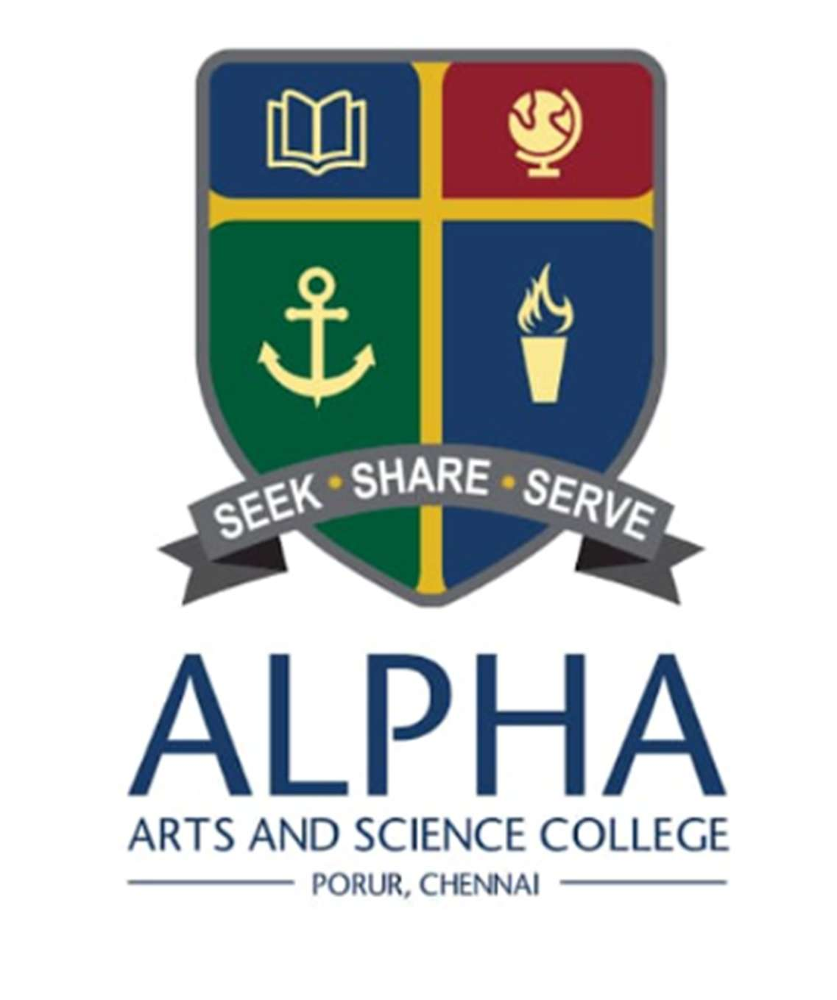 SEEK • SHARE • SERVE
ALPHA
ARTS AND SCIENCE COLLEGE
PORUR, CHENNAI